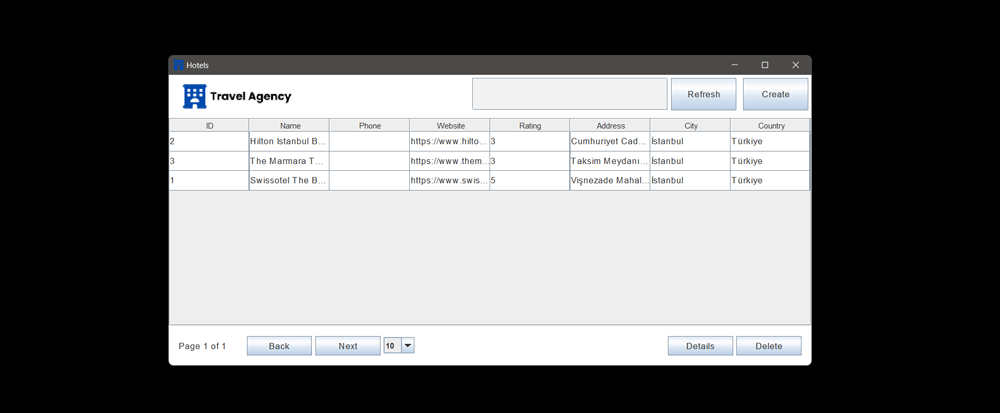 Hotels
Travel Agency
Refresh
Create
ID Name Phone Website Rating Address City Country
2 Hilton Istanbul B... https://www.hilto... 3 Cumhuriyet Cad... İstanbul Türkiye
3 The Marmara T... https://www.them... 3 Taksim Meydanı... İstanbul Türkiye
1 Swissotel The B... https://www.swis... 5 Vişnezade Mahal... İstanbul Türkiye
Page 1 of 1
Back
Next
10
Details
Delete